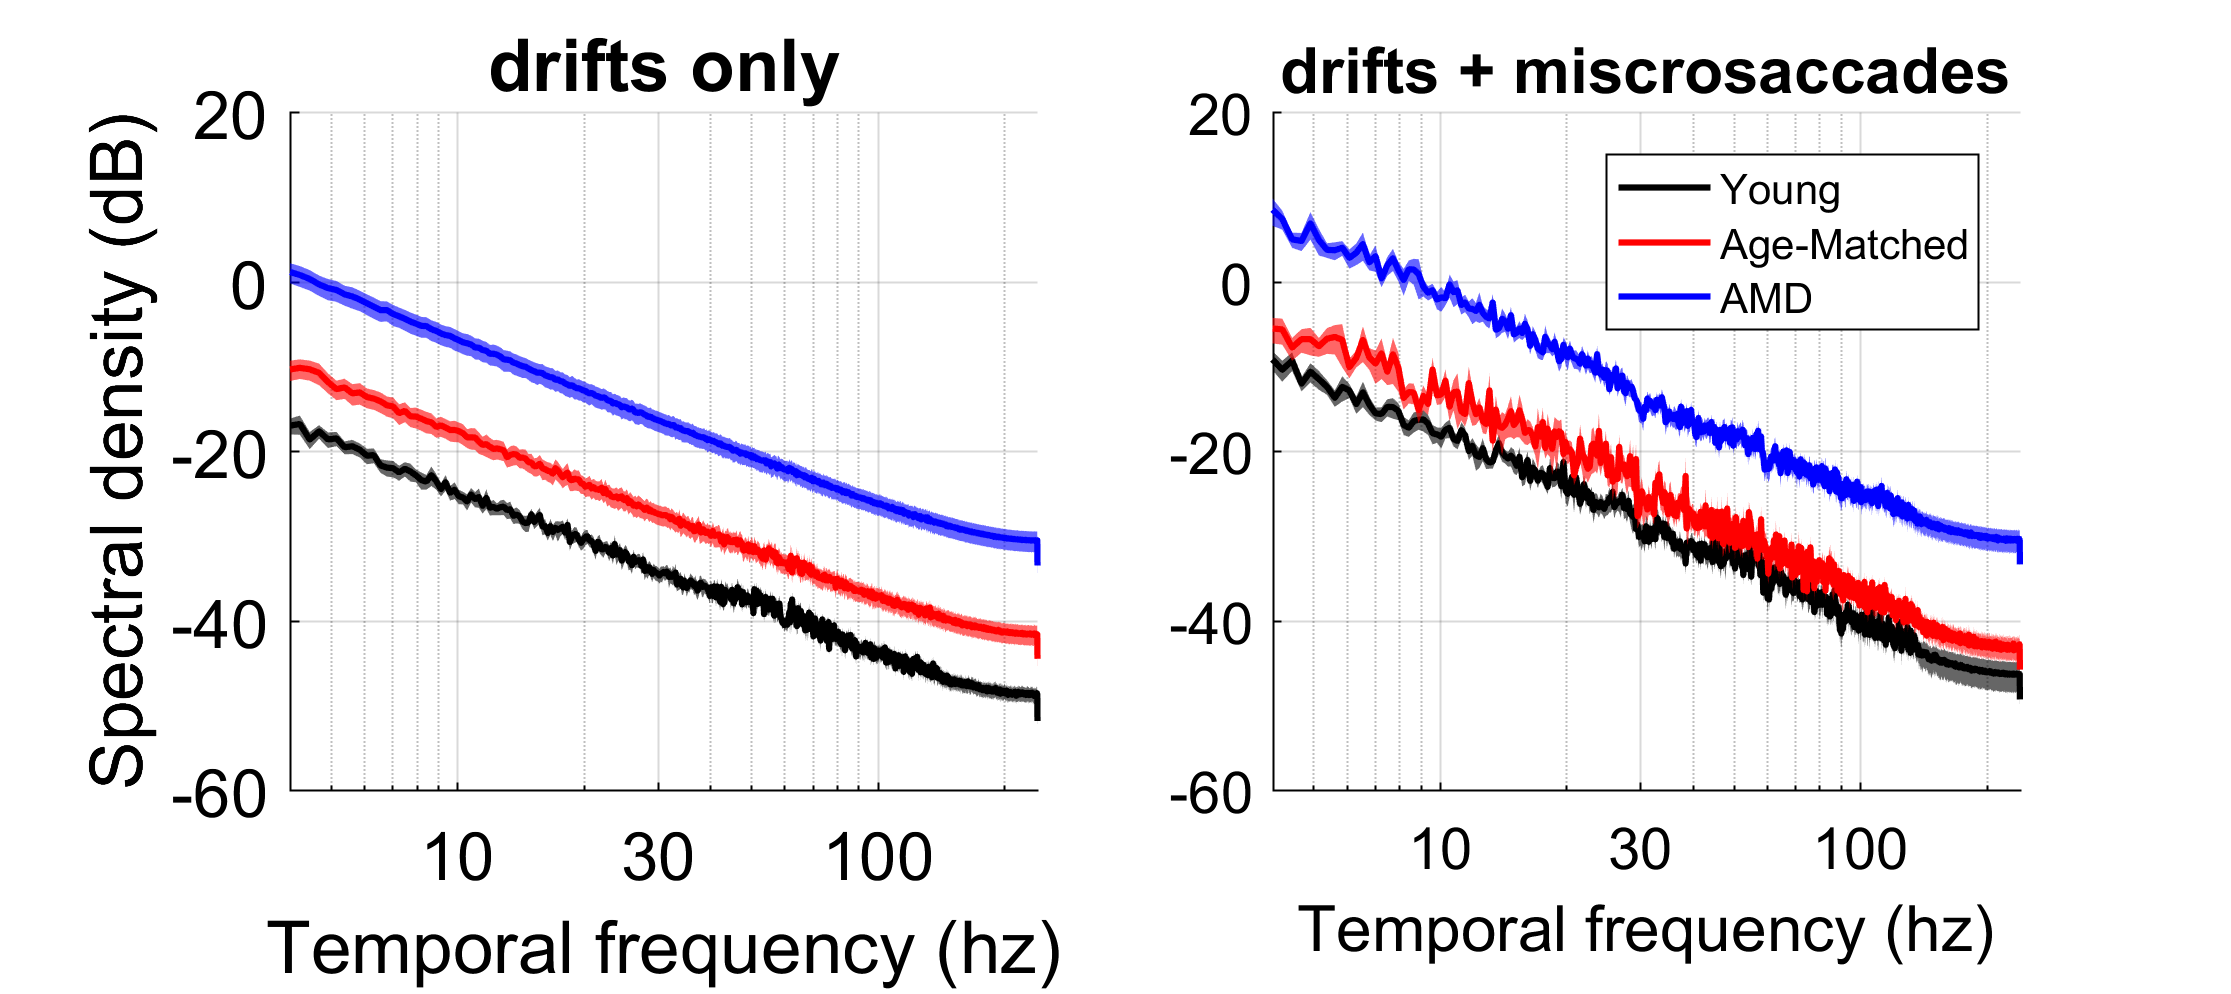 drifts only
Spectral density (dB)
20
0
-20
-40
-60
10 30 100
Temporal frequency (hz)
drifts + miscrosaccades
20
0
-20
-40
-60
Young
Age-Matched
AMD
10 30 100
Temporal frequency (hz)